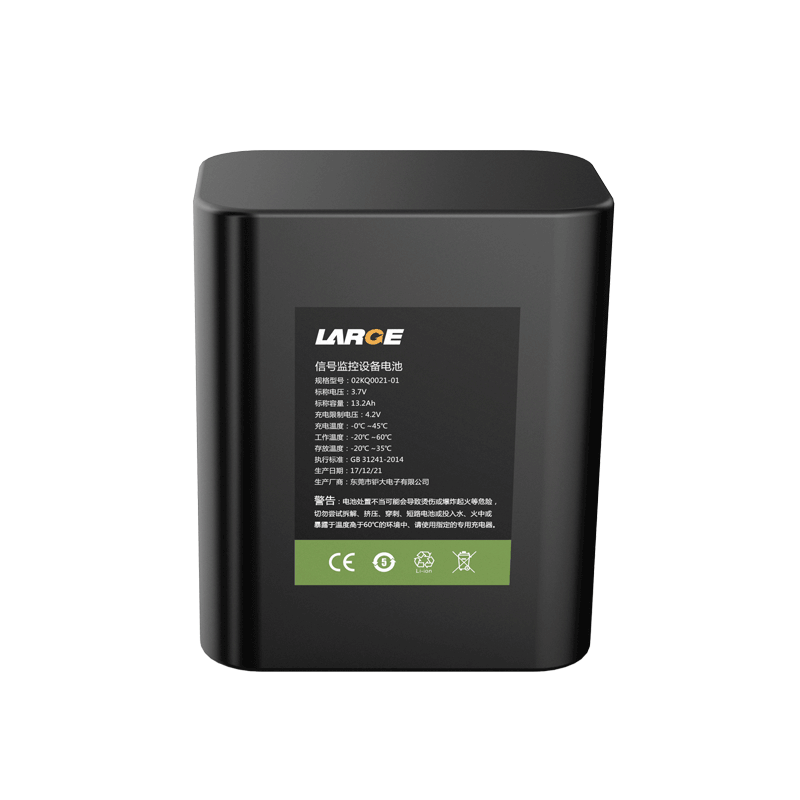 LARGE
信号监控设备电池
规格型号：02KQ0021-01
标称电压：3.7V
标称容量：13.2Ah
充电限制电压：4.2V
充电温度：-0℃ ~45℃
工作温度：-20℃ ~60℃
存放温度：-20℃ ~35℃
执行标准：GB 31241-2014
生产日期：17/12/21
生产厂商：东莞市钜大电子有限公司
警告：电池处置不当可能会导致烫伤或爆炸起火等危险，
切勿尝试拆解、挤压、穿刺、短路电池或投入水、火中或
暴露于温度高于60℃的环境中、请使用指定的专用充电器。
CE 5 Li-ion